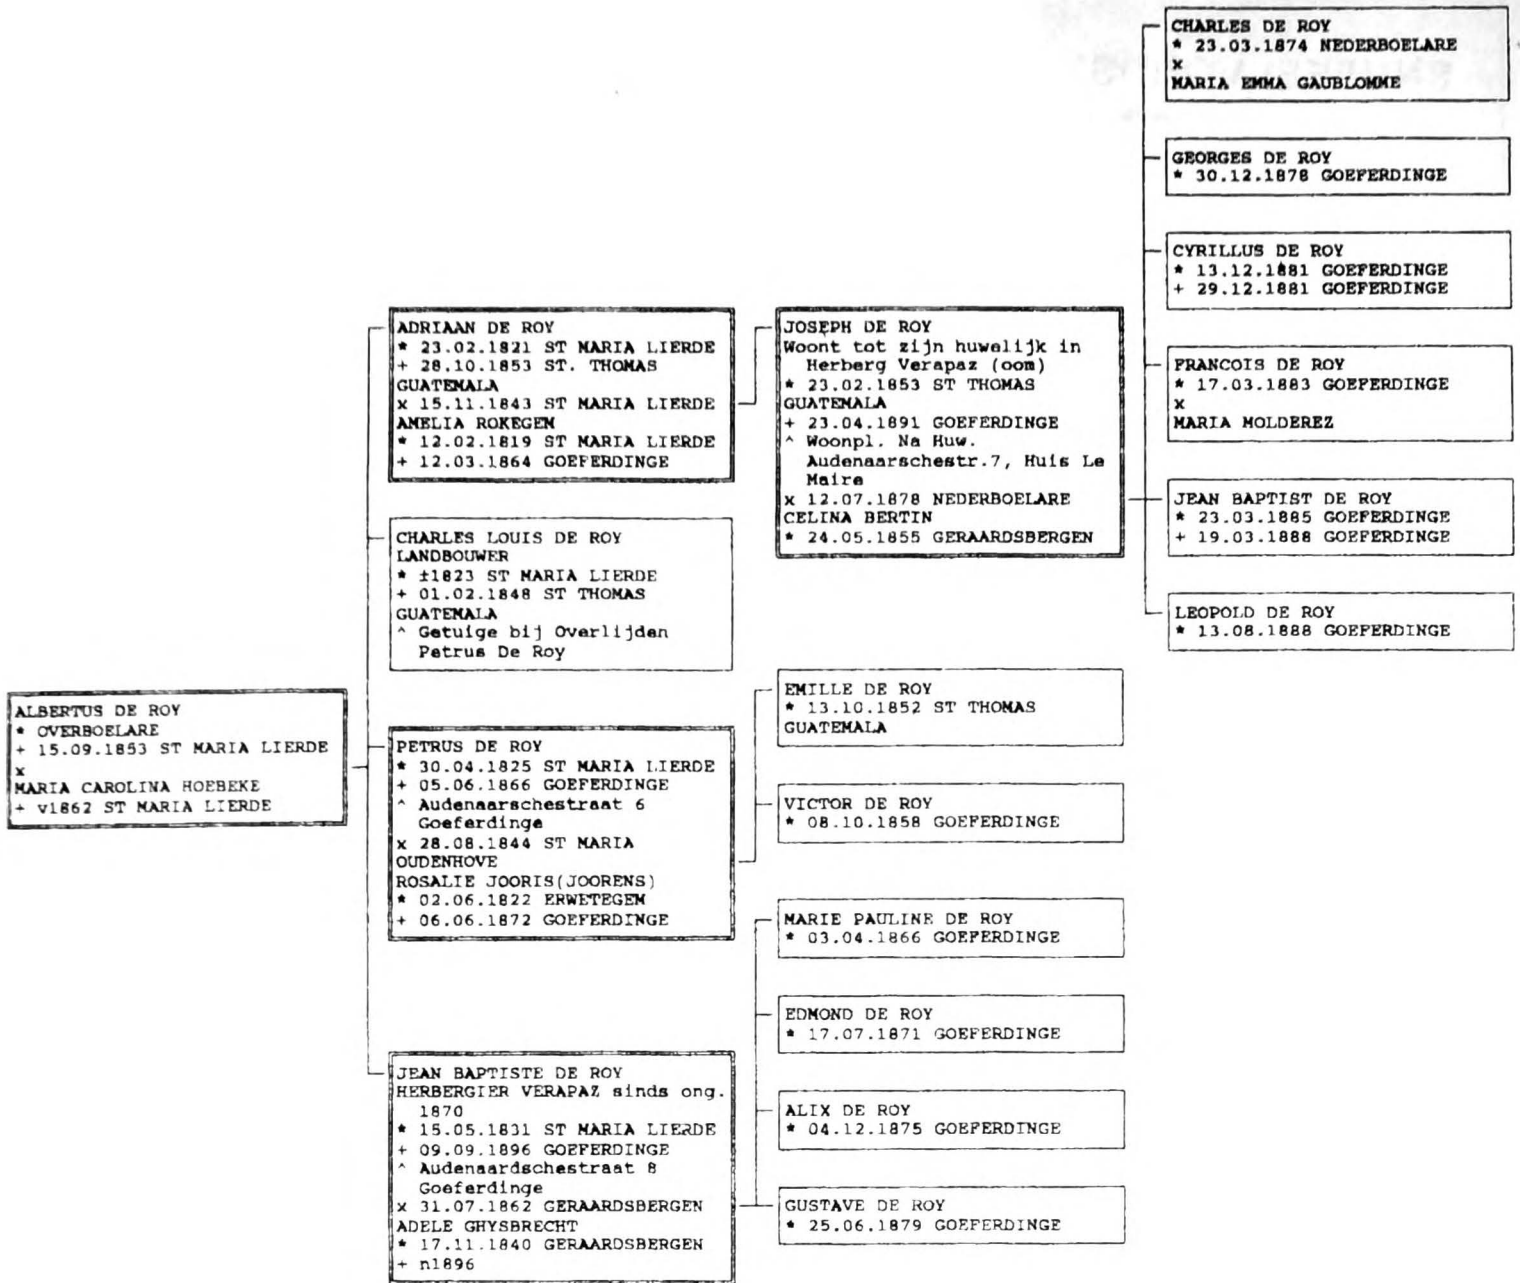 CHARLES DE ROY
* 23.03.1874 NEDERBOELARE
x
MARIA EMMA GAUBLOMME
GEORGES DE ROY
* 30.12.1878 GOEFERDINGE
CYRILLUS DE ROY
* 13.12.1881 GOEFERDINGE
+ 29.12.1881 GOEFERDINGE
FRANCOIS DE ROY
* 17.03.1883 GOEFERDINGE
x
MARIA MOLDEREZ
JEAN BAPTIST DE ROY
* 23.03.1885 GOEFERDINGE
+ 19.03.1888 GOEFERDINGE
LEOPOLD DE ROY
* 13.08.1888 GOEFERDINGE
ADRIAAN DE ROY
* 23.02.1821 ST MARIA LIERDE
+ 28.10.1853 ST. THOMAS
GUATEMALA
x 15.11.1843 ST MARIA LIERDE
AMELIA ROKEGEM
* 12.02.1819 ST MARIA LIERDE
+ 12.03.1864 GOEFERDINGE
JOSEPH DE ROY
Woont tot zijn huwelijk in
Herberg Verapaz (oom)
* 23.02.1853 ST THOMAS
GUATEMALA
+ 23.04.1891 GOEFERDINGE
^ Woonpl. Na Huw.
Audenaarschestr.7, Huis Le
Maire
x 12.07.1878 NEDERBOELARE
CELINA BERTIN
* 24.05.1855 GERAARDSBERGEN
CHARLES LOUIS DE ROY
LANDBOUWER
* ±1823 ST MARIA LIERDE
+ 01.02.1848 ST THOMAS
GUATEMALA
^ Getuige bij Overlijden
Petrus De Roy
ALBERTUS DE ROY
* OVERBOELARE
+ 15.09.1853 ST MARIA LIERDE
x
MARIA CAROLINA HOEBEKE
+ v1862 ST MARIA LIERDE
PETRUS DE ROY
* 30.04.1825 ST MARIA LIERDE
+ 05.06.1866 GOEFERDINGE
^ Audenaarschestraat 6
Goeferdinge
x 28.08.1844 ST MARIA
OUDENHOVE
ROSALIE JOORIS(JOORENS)
* 02.06.1822 ERWETEGEM
+ 06.06.1872 GOEFERDINGE
EMILLE DE ROY
* 13.10.1852 ST THOMAS
GUATEMALA
VICTOR DE ROY
* 08.10.1858 GOEFERDINGE
JEAN BAPTISTE DE ROY
HERBERGIER VERAPAZ sinds ong.
1870
* 15.05.1831 ST MARIA LIERDE
+ 09.09.1896 GOEFERDINGE
^ Audenaardschestraat 8
Goeferdinge
x 31.07.1862 GERAARDSBERGEN
ADELE GHYSBRECHT
* 17.11.1840 GERAARDSBERGEN
+ n1896
MARIE PAULINE DE ROY
* 03.04.1866 GOEFERDINGE
EDMOND DE ROY
* 17.07.1871 GOEFERDINGE
ALIX DE ROY
* 04.12.1875 GOEFERDINGE
GUSTAVE DE ROY
* 25.06.1879 GOEFERDINGE